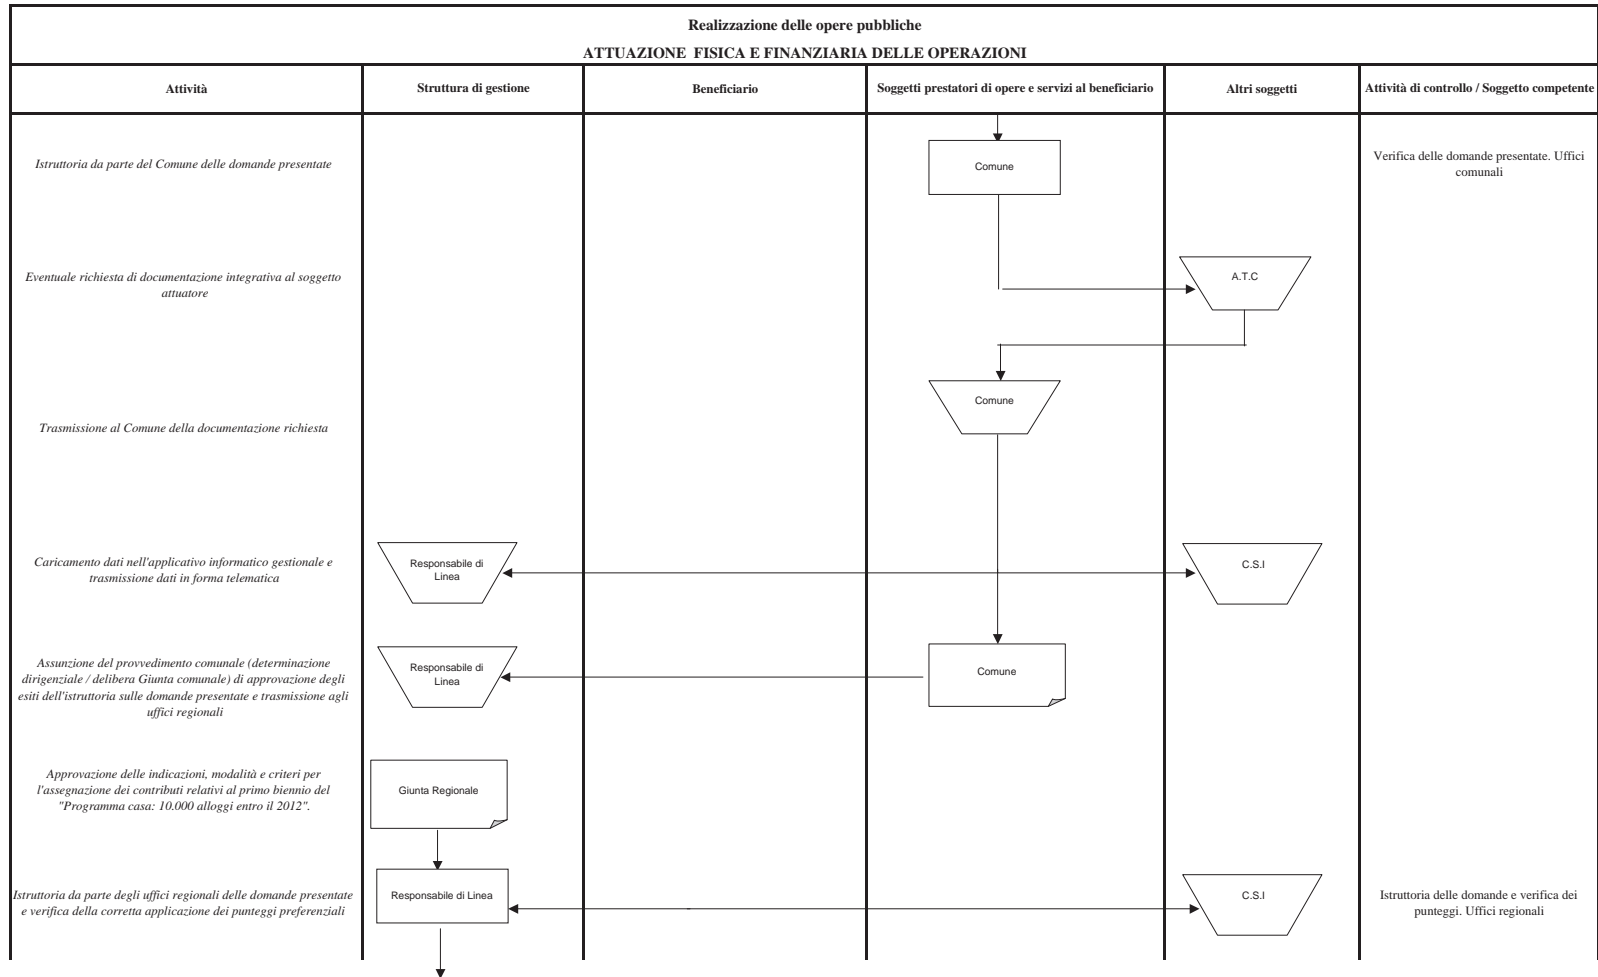 Realizzazione delle opere pubbliche
ATTUAZIONE FISICA E FINANZIARIA DELLE OPERAZIONI
Attività
Struttura di gestione
Beneficiario
Soggetti prestatori di opere e servizi al beneficiario
Altri soggetti
Attività di controllo / Soggetto competente
Istruttoria da parte del Comune delle domande presentate
Comune
Verifica delle domande presentate. Uffici
comunali
Eventuale richiesta di documentazione integrativa al soggetto
attuatore
A.T.C
Trasmissione al Comune della documentazione richiesta
Comune
Caricamento dati nell'applicativo informatico gestionale e
trasmissione dati in forma telematica
Responsabile di
Linea
C.S.I
Assunzione del provvedimento comunale (determinazione
dirigenziale / delibera Giunta comunale) di approvazione degli
esiti dell'istruttoria sulle domande presentate e trasmissione agli
uffici regionali
Responsabile di
Linea
Comune
Approvazione delle indicazioni, modalità e criteri per
l'assegnazione dei contributi relativi al primo biennio del
"Programma casa: 10.000 alloggi entro il 2012".
Giunta Regionale
Istruttoria da parte degli uffici regionali delle domande presentate
e verifica della corretta applicazione dei punteggi preferenziali
Responsabile di Linea
C.S.I
Istruttoria delle domande e verifica dei
punteggi. Uffici regionali